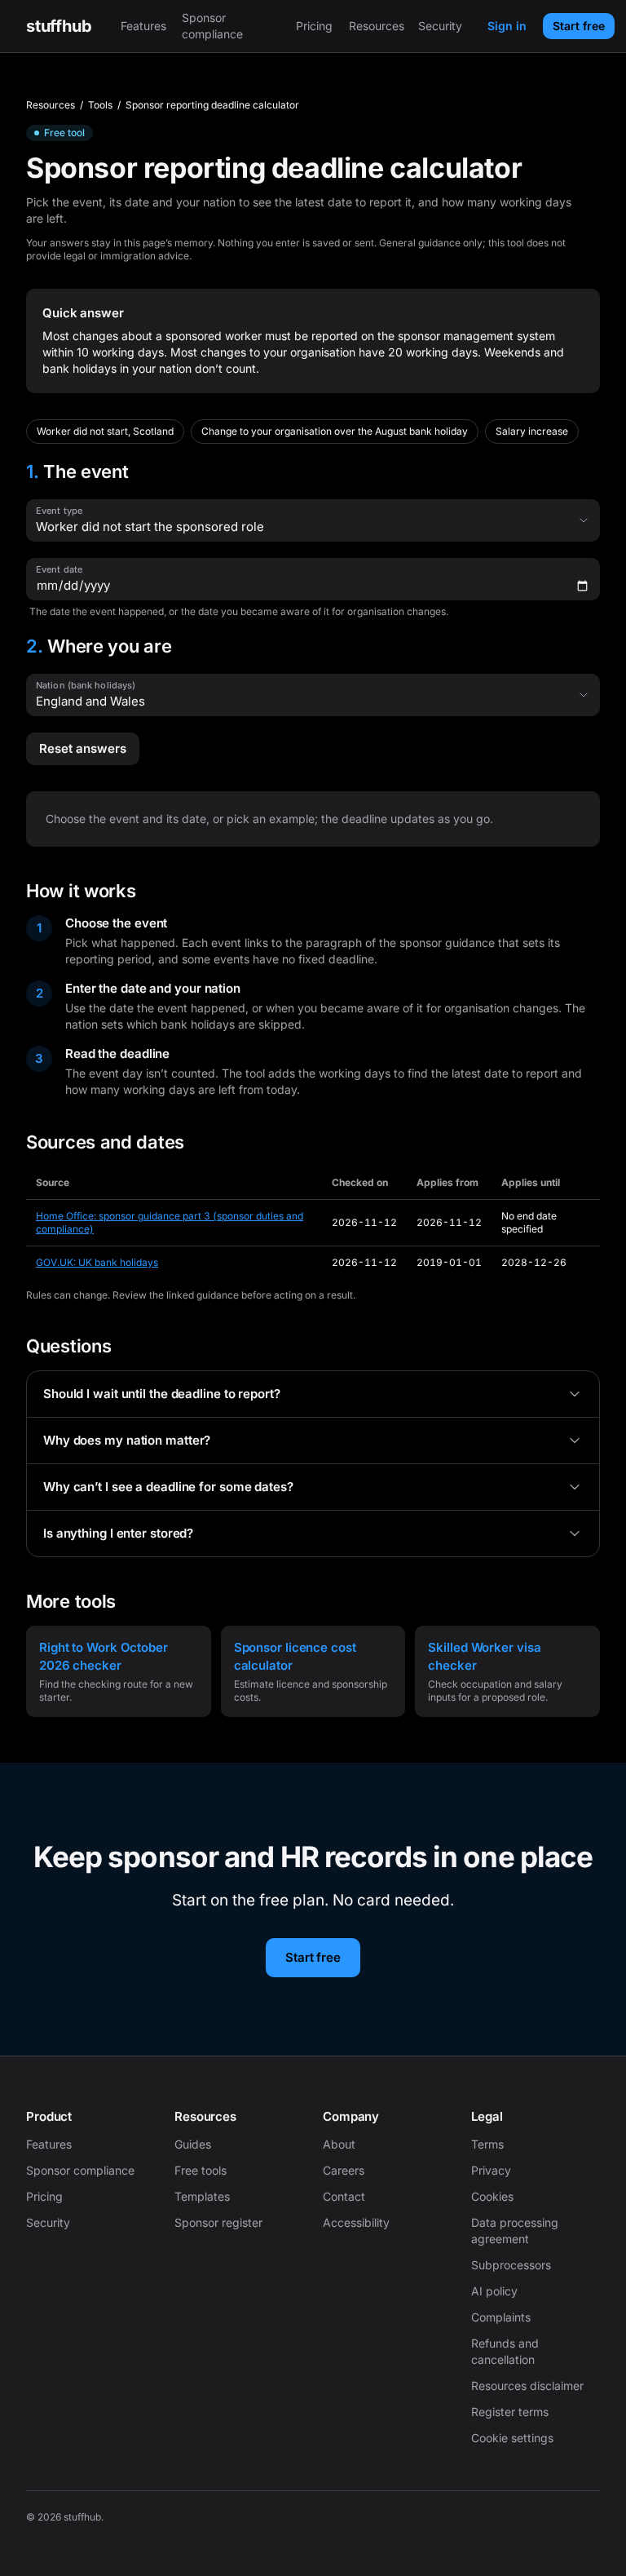 stuffhub
Features
Sponsor
compliance
Pricing
Resources
Security
Sign in
Start free
Resources / Tools / Sponsor reporting deadline calculator
Free tool
Sponsor reporting deadline calculator
Pick the event, its date and your nation to see the latest date to report it, and how many working days
are left.
Your answers stay in this page’s memory. Nothing you enter is saved or sent. General guidance only; this tool does not
provide legal or immigration advice.
Quick answer
Most changes about a sponsored worker must be reported on the sponsor management system
within 10 working days. Most changes to your organisation have 20 working days. Weekends and
bank holidays in your nation don’t count.
Worker did not start, Scotland
Change to your organisation over the August bank holiday
Salary increase
1. The event
Event type
Worker did not start the sponsored role
Event date
mm/dd/yyyy
The date the event happened, or the date you became aware of it for organisation changes.
2. Where you are
Nation (bank holidays)
England and Wales
Reset answers
Choose the event and its date, or pick an example; the deadline updates as you go.
How it works
1
Choose the event
Pick what happened. Each event links to the paragraph of the sponsor guidance that sets its
reporting period, and some events have no fixed deadline.
2
Enter the date and your nation
Use the date the event happened, or when you became aware of it for organisation changes. The
nation sets which bank holidays are skipped.
3
Read the deadline
The event day isn’t counted. The tool adds the working days to find the latest date to report and
how many working days are left from today.
Sources and dates
Source Checked on Applies from Applies until
Home Office: sponsor guidance part 3 (sponsor duties and
compliance)
2026-11-12 2026-11-12
No end date
specified
GOV.UK: UK bank holidays 2026-11-12 2019-01-01 2028-12-26
Rules can change. Review the linked guidance before acting on a result.
Questions
Should I wait until the deadline to report?
Why does my nation matter?
Why can’t I see a deadline for some dates?
Is anything I enter stored?
More tools
Right to Work October
2026 checker
Find the checking route for a new
starter.
Sponsor licence cost
calculator
Estimate licence and sponsorship
costs.
Skilled Worker visa
checker
Check occupation and salary
inputs for a proposed role.
Keep sponsor and HR records in one place
Start on the free plan. No card needed.
Start free
Product
Features
Sponsor compliance
Pricing
Security
Resources
Guides
Free tools
Templates
Sponsor register
Company
About
Careers
Contact
Accessibility
Legal
Terms
Privacy
Cookies
Data processing
agreement
Subprocessors
AI policy
Complaints
Refunds and
cancellation
Resources disclaimer
Register terms
Cookie settings
© 2026 stuffhub.